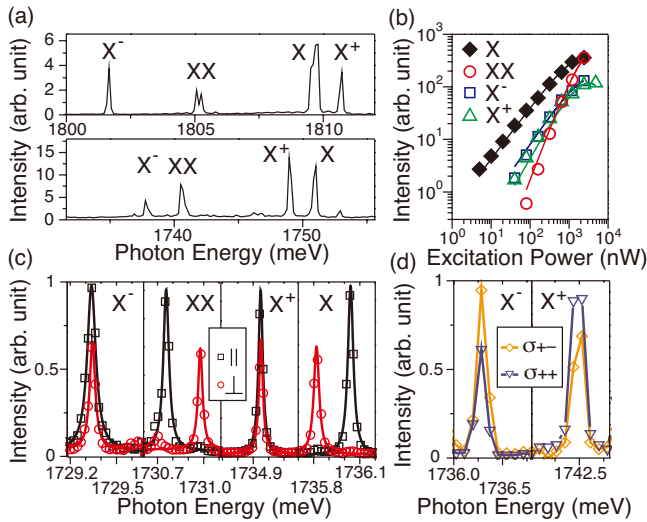 (a)
X⁻ XX X X⁺
6
4
2
0
1800 1805 1810
Intensity (arb. unit)
X⁻ XX X⁺ X
15
10
5
0
1740 1750
Photon Energy (meV)
(b)
X
XX
X⁻
X⁺
10³
10²
10¹
10⁰
Intensity (arb. unit)
10⁰ 10¹ 10² 10³ 10⁴
Excitation Power (nW)
(c)
X⁻ XX X⁺ X
||
⊥
1
0.5
0
Intensity (arb. unit)
1729.2 1730.7 1734.9 1736.1
1729.5 1731.0 1735.8
Photon Energy (meV)
(d)
X⁻ X⁺
σ+−
σ++
1
0.5
0
Intensity (arb. unit)
1736.0 1742.5
1736.5
Photon Energy (meV)